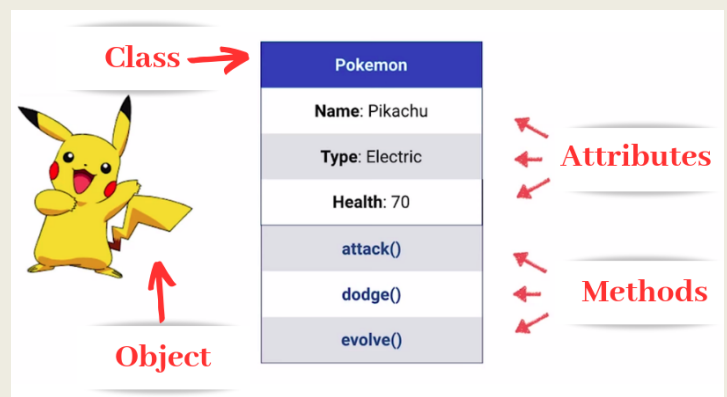 Class
Pokemon
Name: Pikachu
Type: Electric
Attributes
Health: 70
attack()
dodge()
Methods
evolve()
Object